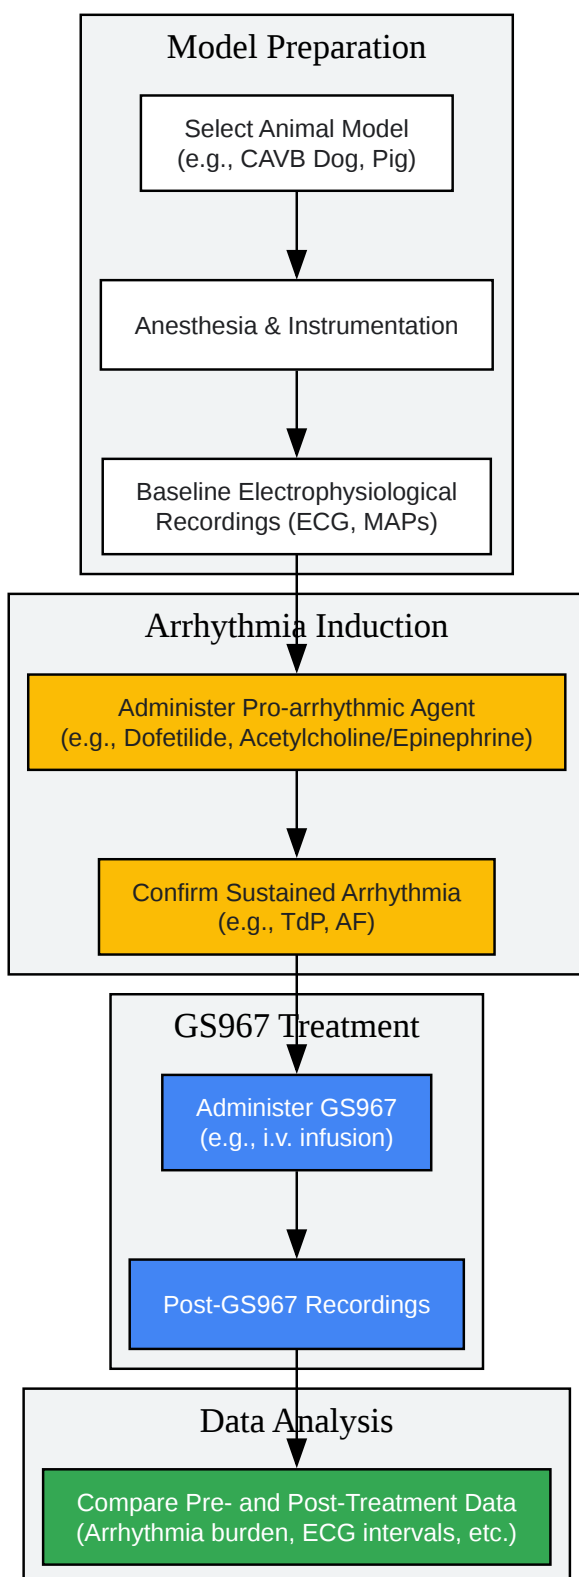 Model Preparation
Select Animal Model
(e.g., CAVB Dog, Pig)
Anesthesia & Instrumentation
Baseline Electrophysiological
Recordings (ECG, MAPs)
Arrhythmia Induction
Administer Pro-arrhythmic Agent
(e.g., Dofetilide, Acetylcholine/Epinephrine)
Confirm Sustained Arrhythmia
(e.g., TdP, AF)
GS967 Treatment
Administer GS967
(e.g., i.v. infusion)
Post-GS967 Recordings
Data Analysis
Compare Pre- and Post-Treatment Data
(Arrhythmia burden, ECG intervals, etc.)